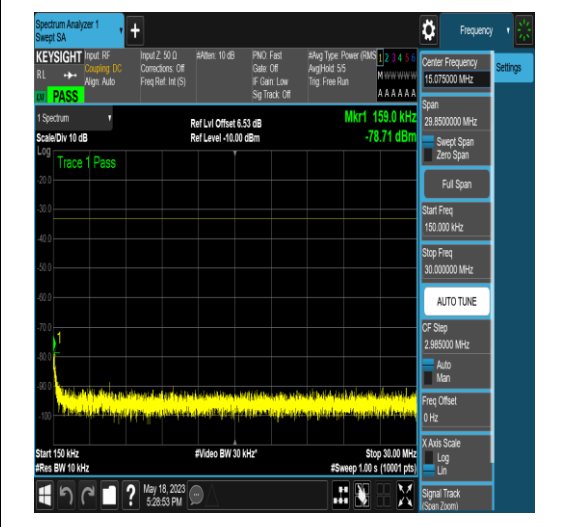 Spectrum Analyzer 1
Swept SA
+
Frequency
KEYSIGHT
RL
PASS
Input: RF
Coupling: DC
Align: Auto
Input Z: 50 Ω
Corrections: Off
Freq Ref: Int (S)
#Atten: 10 dB
PNO: Fast
Gate: Off
IF Gain: Low
Sig Track: Off
#Avg Type: Power (RMS
Avg|Hold: 5/5
Trig: Free Run
1 2 3 4 5 6
M w w w w w
A A A A A A
1 Spectrum
Scale/Div 10 dB
Ref Lvl Offset 6.53 dB
Ref Level -10.00 dBm
Mkr1 159.0 kHz
-78.71 dBm
Log
Trace 1 Pass
-20.0
-30.0
-40.0
-50.0
-60.0
-70.0
-80.0
-90.0
-100
1
Start 150 kHz
#Res BW 10 kHz
#Video BW 30 kHz*
Stop 30.00 MHz
#Sweep 1.00 s (10001 pts)
?
May 18, 2023
5:28:53 PM
Center Frequency
15.075000 MHz
Span
29.8500000 MHz
Swept Span
Zero Span
Full Span
Start Freq
150.000 kHz
Stop Freq
30.000000 MHz
AUTO TUNE
CF Step
2.985000 MHz
Auto
Man
Freq Offset
0 Hz
X Axis Scale
Log
Lin
Signal Track
(Span Zoom)
Settings